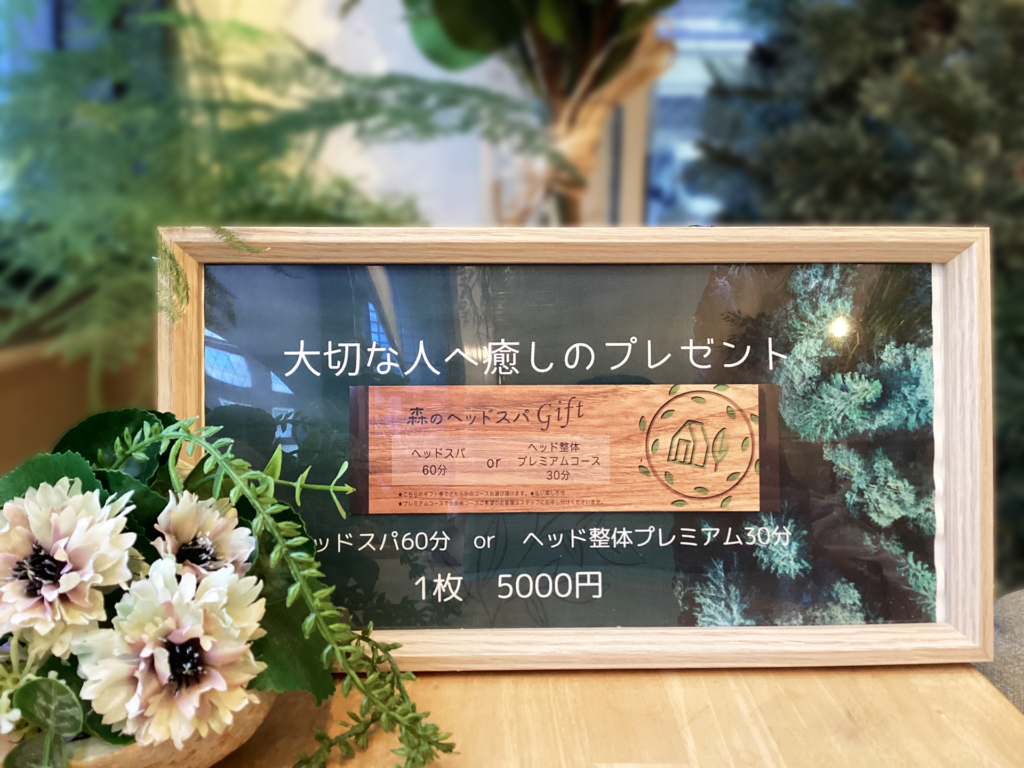 大切な人へ癒しのプレゼント
森のヘッドスパ Gift
ヘッドスパ
60分
or
ヘッド整体
プレミアムコース
30分
ッドスパ60分 or ヘッド整体プレミアム30分
1枚 5000円